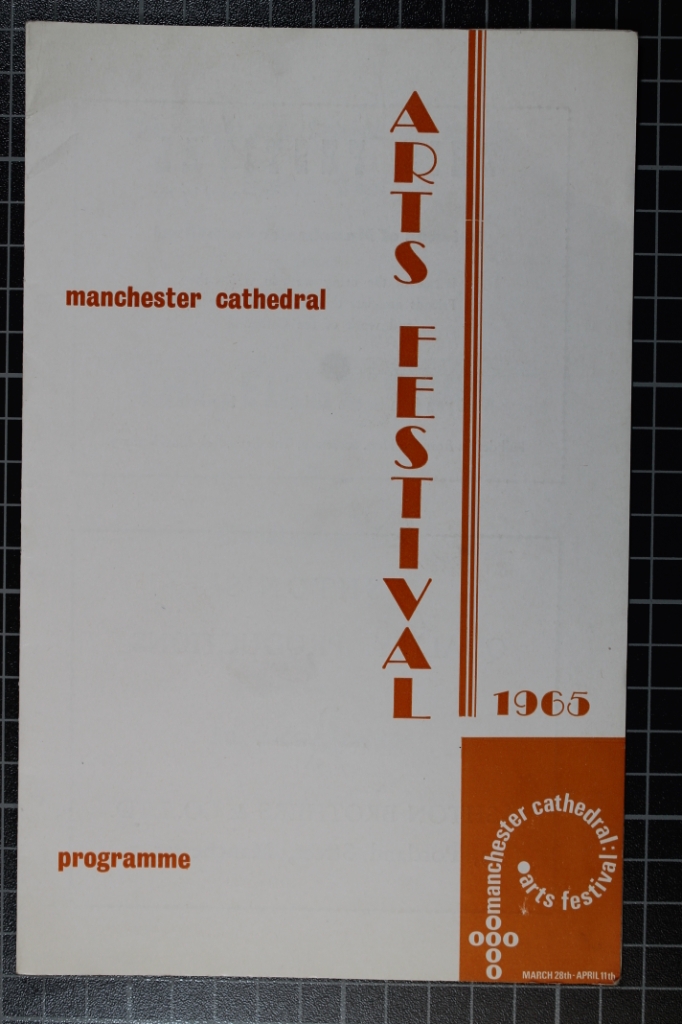 ARTS FESTIVAL
manchester cathedral
1965
programme
manchester cathedral:
arts festival
MARCH 28th-APRIL 11th